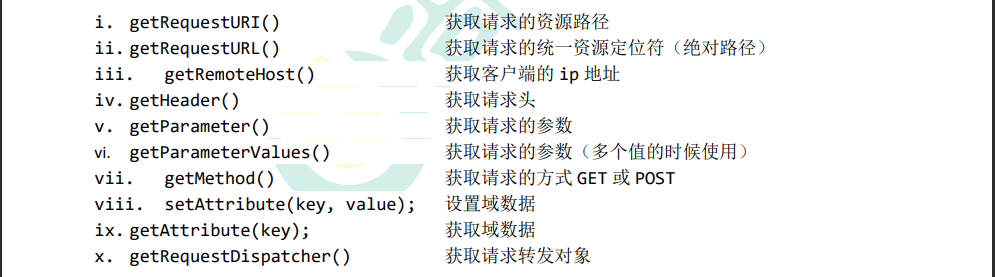 i. getRequestURI() 获取请求的资源路径
ii. getRequestURL() 获取请求的统一资源定位符（绝对路径）
iii. getRemoteHost() 获取客户端的 ip 地址
iv. getHeader() 获取请求头
v. getParameter() 获取请求的参数
vi. getParameterValues() 获取请求的参数（多个值的时候使用）
vii. getMethod() 获取请求的方式 GET 或 POST
viii. setAttribute(key, value); 设置域数据
ix. getAttribute(key); 获取域数据
x. getRequestDispatcher() 获取请求转发对象